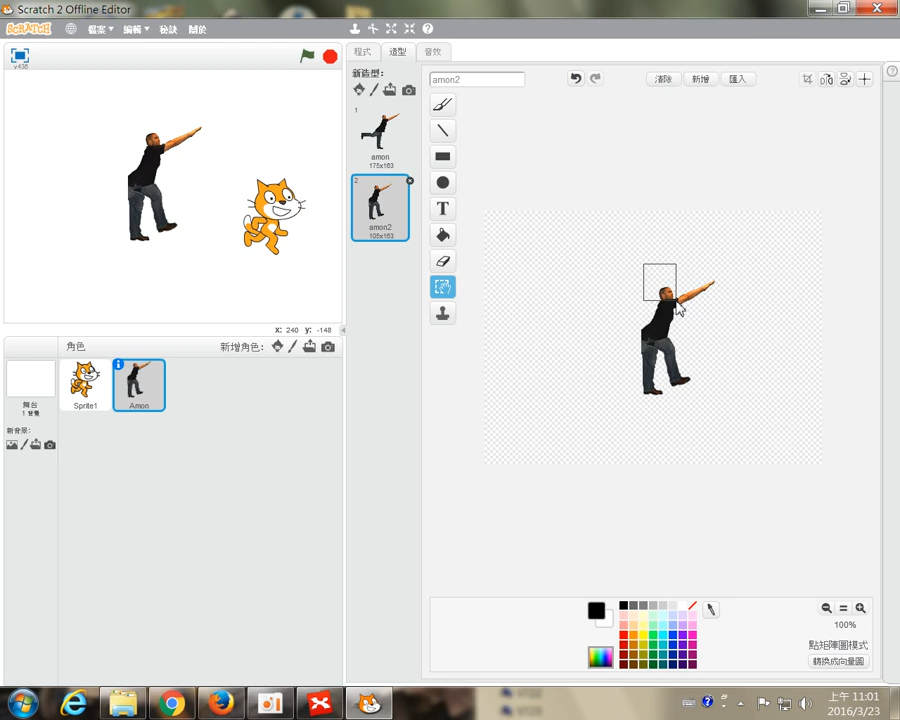 Scratch 2 Offline Editor
SCRATCH
檔案▼ 編輯▼ 秘訣 關於
v436
程式 造型 音效
新造型:
1
amon
175x163
2
amon2
105x163
amon2
清除 新增 匯入
T
x: 240 y: -148
角色 新增角色:
舞台
1 背景
新背景:
Sprite1
Amon
100%
點矩陣圖模式
轉換成向量圖
上午 11:01
2016/3/23